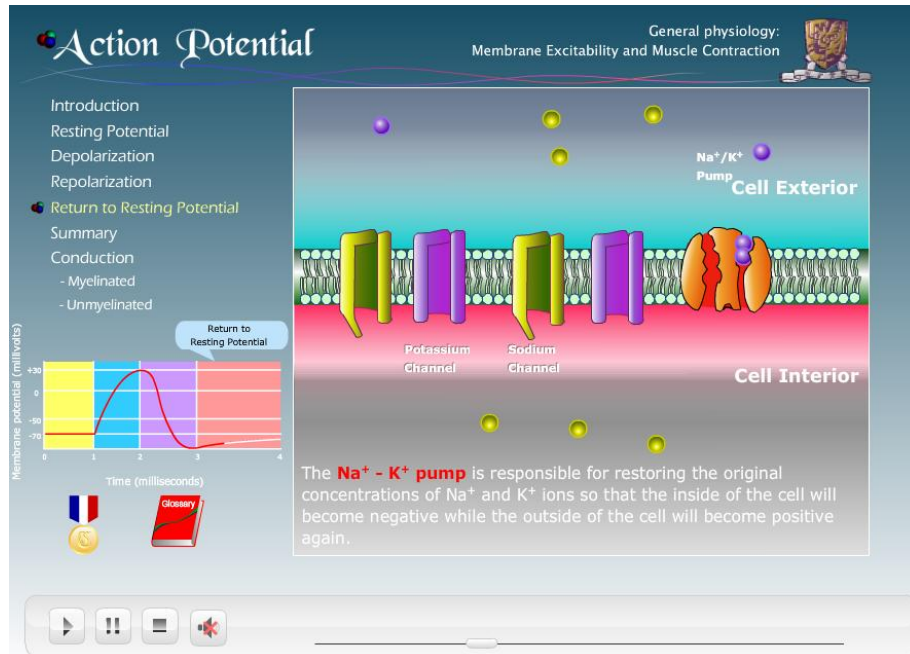 Action Potential
General physiology:
Membrane Excitability and Muscle Contraction
Introduction
Resting Potential
Depolarization
Repolarization
Return to Resting Potential
Summary
Conduction
- Myelinated
- Unmyelinated
Return to
Resting Potential
Membrane potential (millivolts)
+30
0
-50
-70
0 1 2 3 4
Time (milliseconds)
Glossary
Na⁺/K⁺
Pump
Cell Exterior
Potassium
Channel
Sodium
Channel
Cell Interior
The Na⁺ - K⁺ pump is responsible for restoring the original
concentrations of Na⁺ and K⁺ ions so that the inside of the cell will
become negative while the outside of the cell will become positive
again.